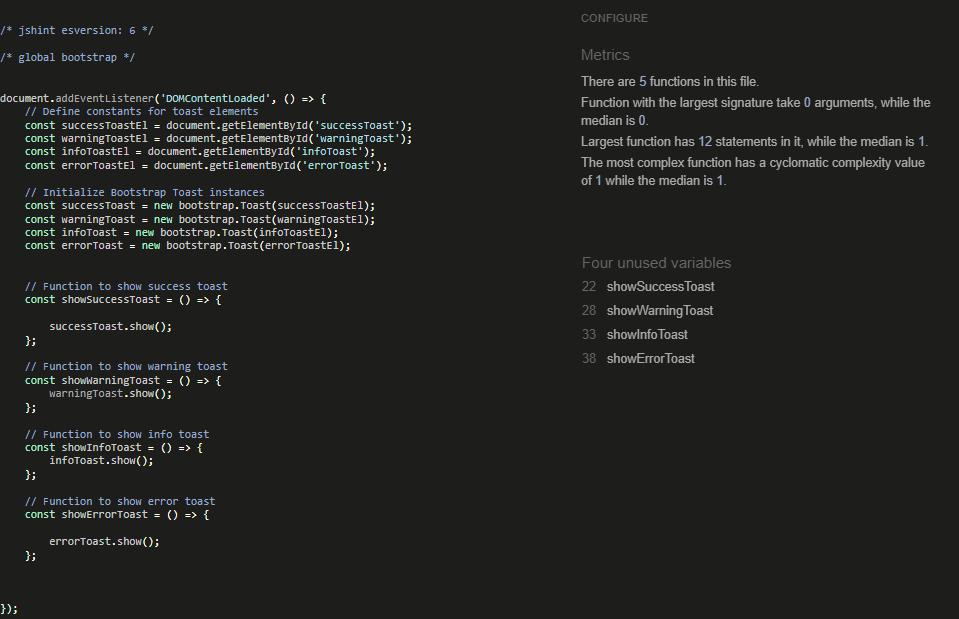 /* jshint esversion: 6 */
/* global bootstrap */
document.addEventListener('DOMContentLoaded', () => {
// Define constants for toast elements
const successToastEl = document.getElementById('successToast');
const warningToastEl = document.getElementById('warningToast');
const infoToastEl = document.getElementById('infoToast');
const errorToastEl = document.getElementById('errorToast');
// Initialize Bootstrap Toast instances
const successToast = new bootstrap.Toast(successToastEl);
const warningToast = new bootstrap.Toast(warningToastEl);
const infoToast = new bootstrap.Toast(infoToastEl);
const errorToast = new bootstrap.Toast(errorToastEl);
// Function to show success toast
const showSuccessToast = () => {
successToast.show();
};
// Function to show warning toast
const showWarningToast = () => {
warningToast.show();
};
// Function to show info toast
const showInfoToast = () => {
infoToast.show();
};
// Function to show error toast
const showErrorToast = () => {
errorToast.show();
};
});
CONFIGURE
Metrics
There are 5 functions in this file.
Function with the largest signature take 0 arguments, while the
median is 0.
Largest function has 12 statements in it, while the median is 1.
The most complex function has a cyclomatic complexity value
of 1 while the median is 1.
Four unused variables
22 showSuccessToast
28 showWarningToast
33 showInfoToast
38 showErrorToast